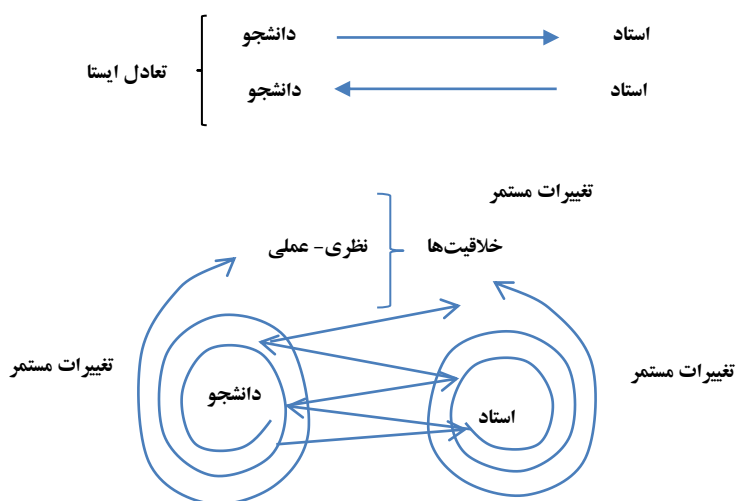 استاد دانشجو
تعادل ایستا
استاد دانشجو
تغییرات مستمر
خلاقیت‌ها نظری- عملی
تغییرات مستمر
تغییرات مستمر
دانشجو
استاد